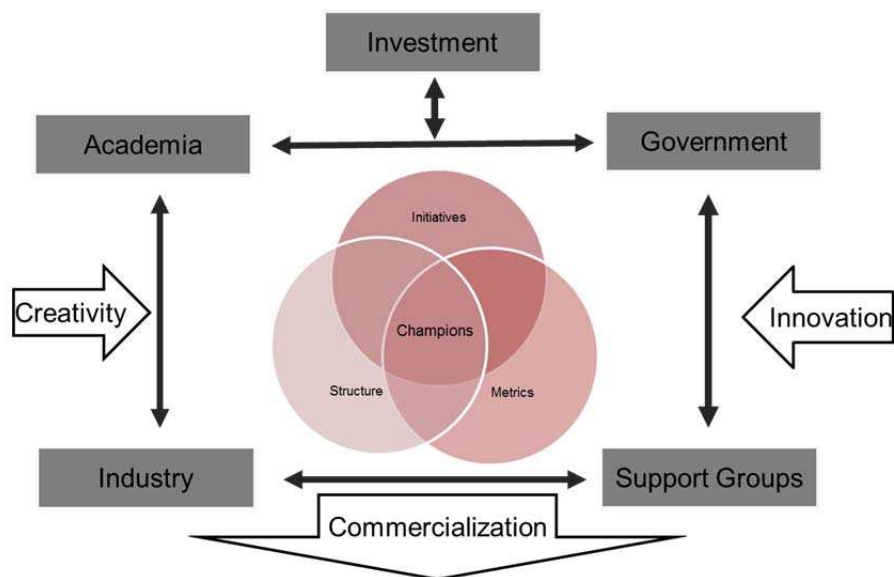 Investment
Academia
Government
Initiatives
Creativity
Innovation
Champions
Structure
Metrics
Industry
Support Groups
Commercialization